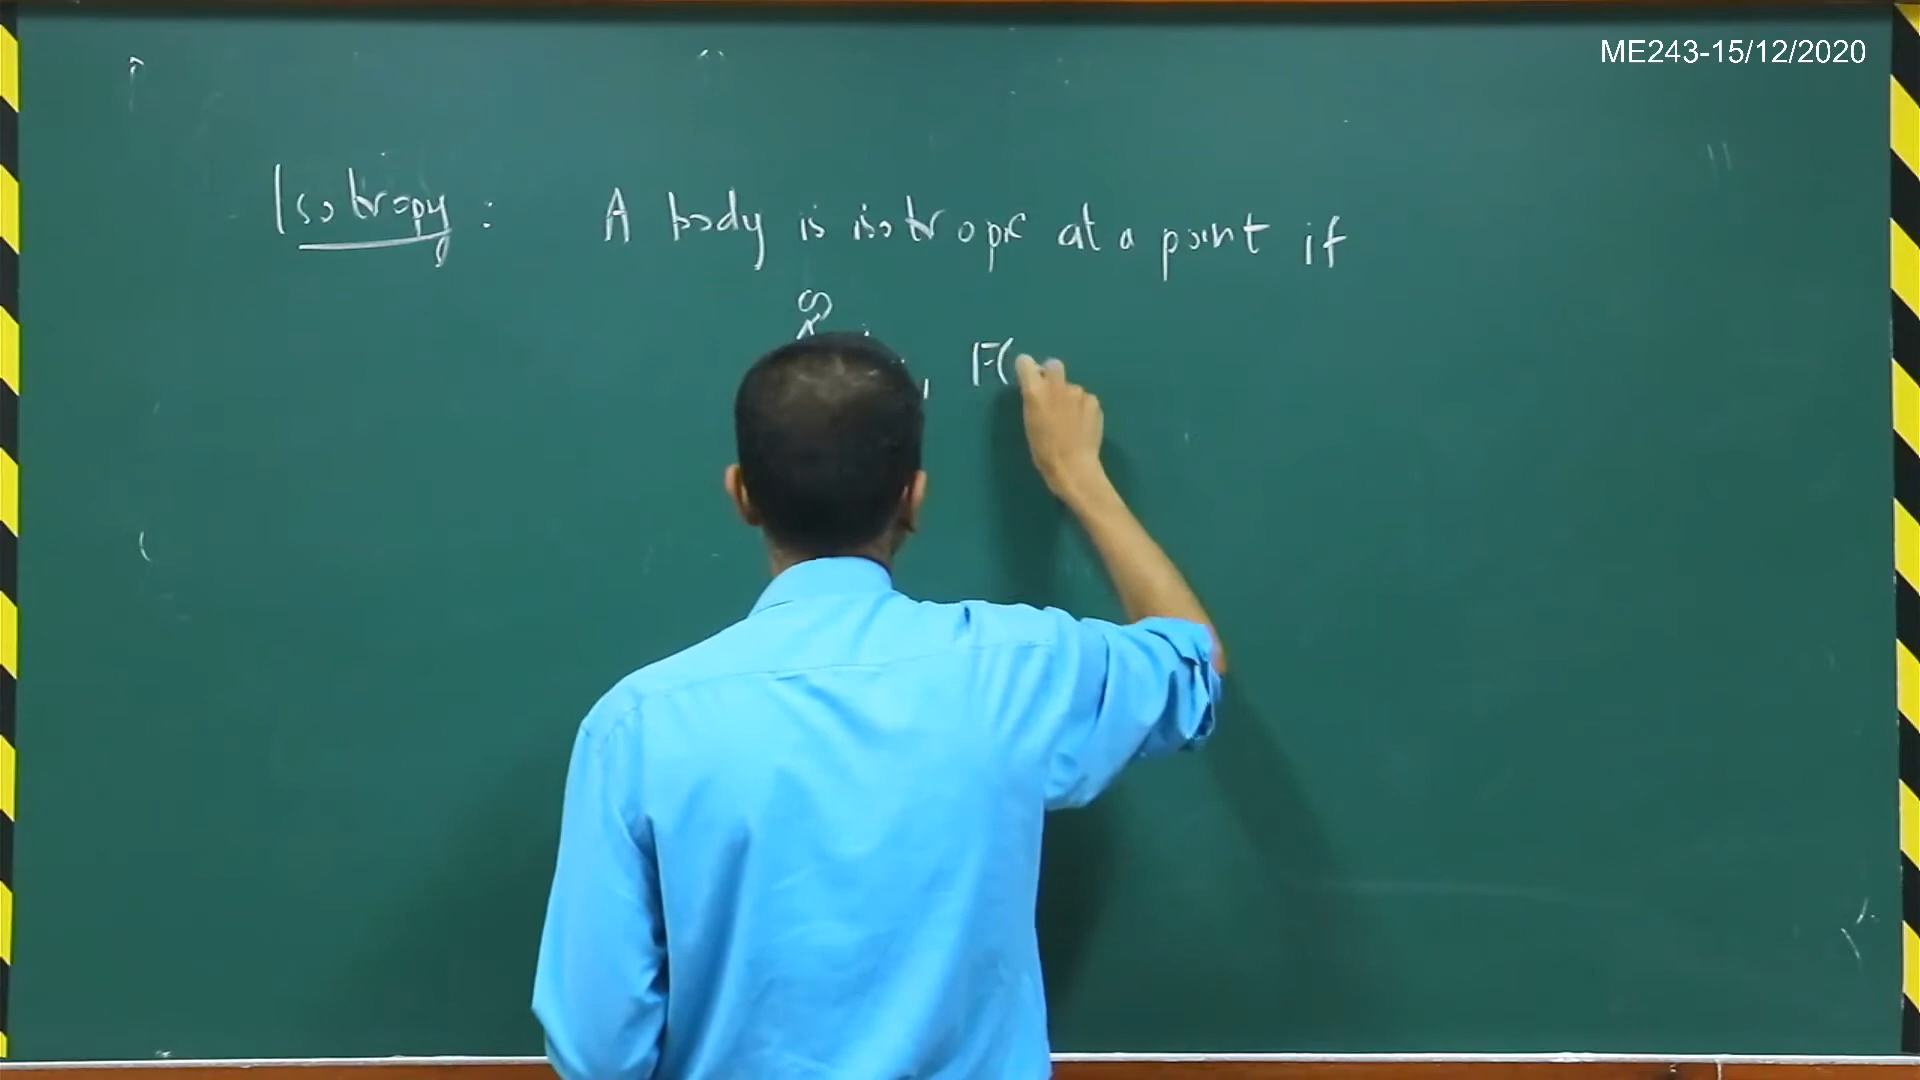 ME243-15/12/2020
Isotropy : A body is isotropic at a point if
, F(